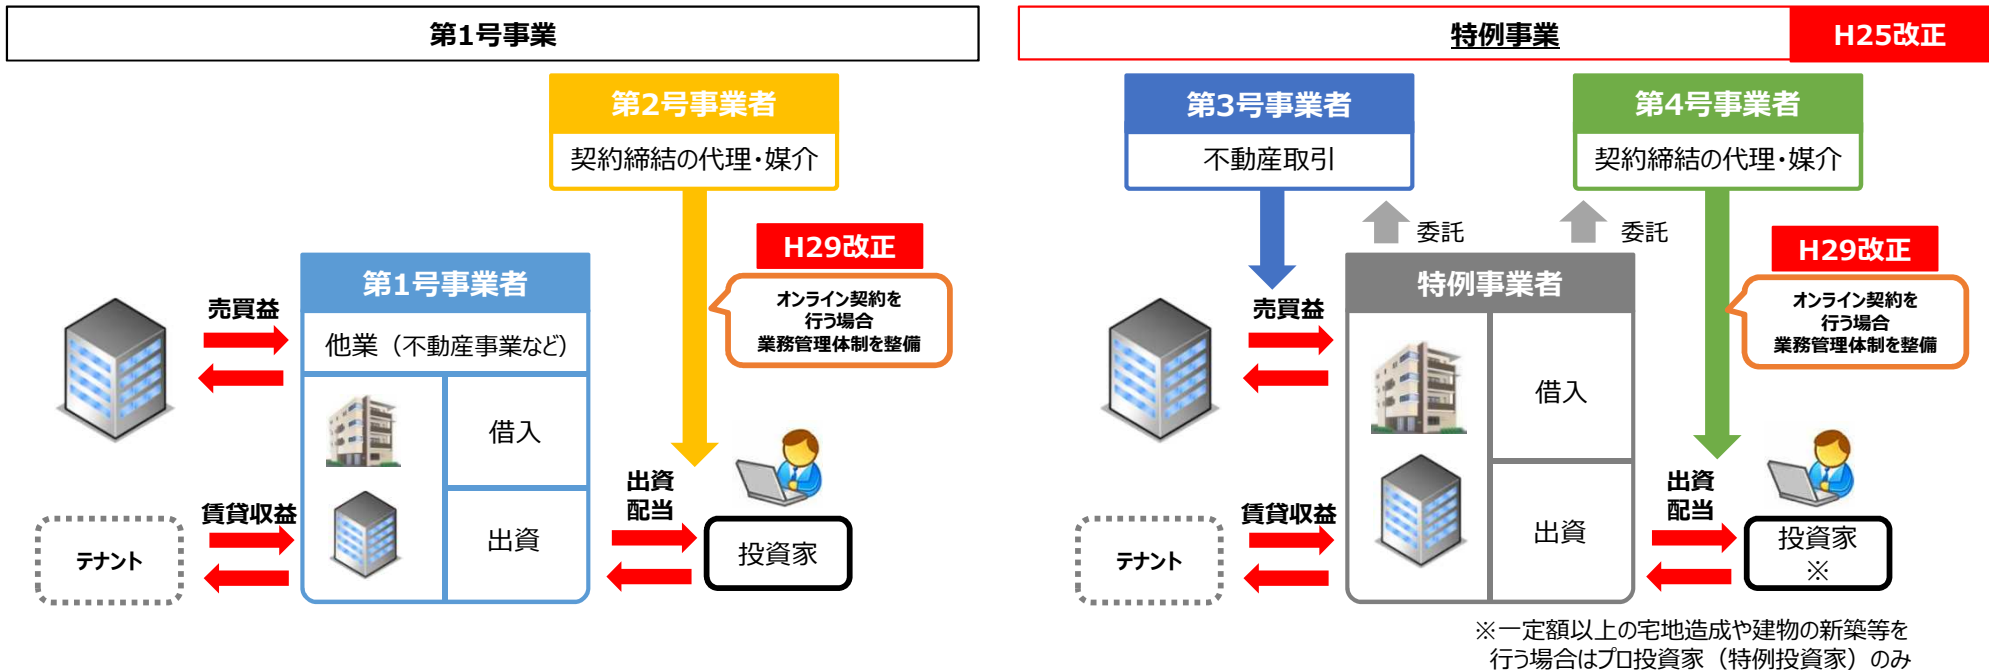 第1号事業
第2号事業者
契約締結の代理・媒介
H29改正
オンライン契約を
行う場合
業務管理体制を整備
第1号事業者
他業（不動産事業など）
借入
出資
売買益
賃貸収益
テナント
出資
配当
投資家
特例事業
H25改正
第3号事業者
不動産取引
第4号事業者
契約締結の代理・媒介
委託
委託
H29改正
オンライン契約を
行う場合
業務管理体制を整備
特例事業者
借入
出資
売買益
賃貸収益
テナント
出資
配当
投資家
※
※一定額以上の宅地造成や建物の新築等を
行う場合はプロ投資家（特例投資家）のみ